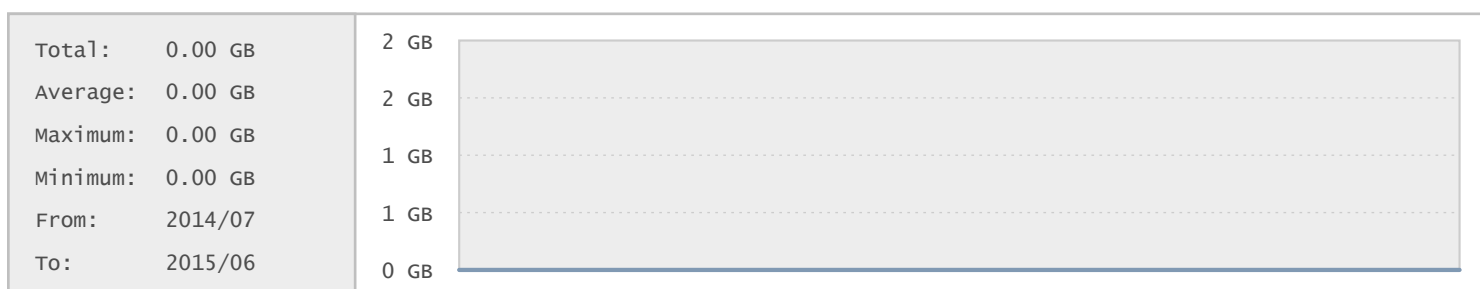 Total: 0.00 GB
Average: 0.00 GB
Maximum: 0.00 GB
Minimum: 0.00 GB
From: 2014/07
To: 2015/06
2 GB
2 GB
1 GB
1 GB
0 GB